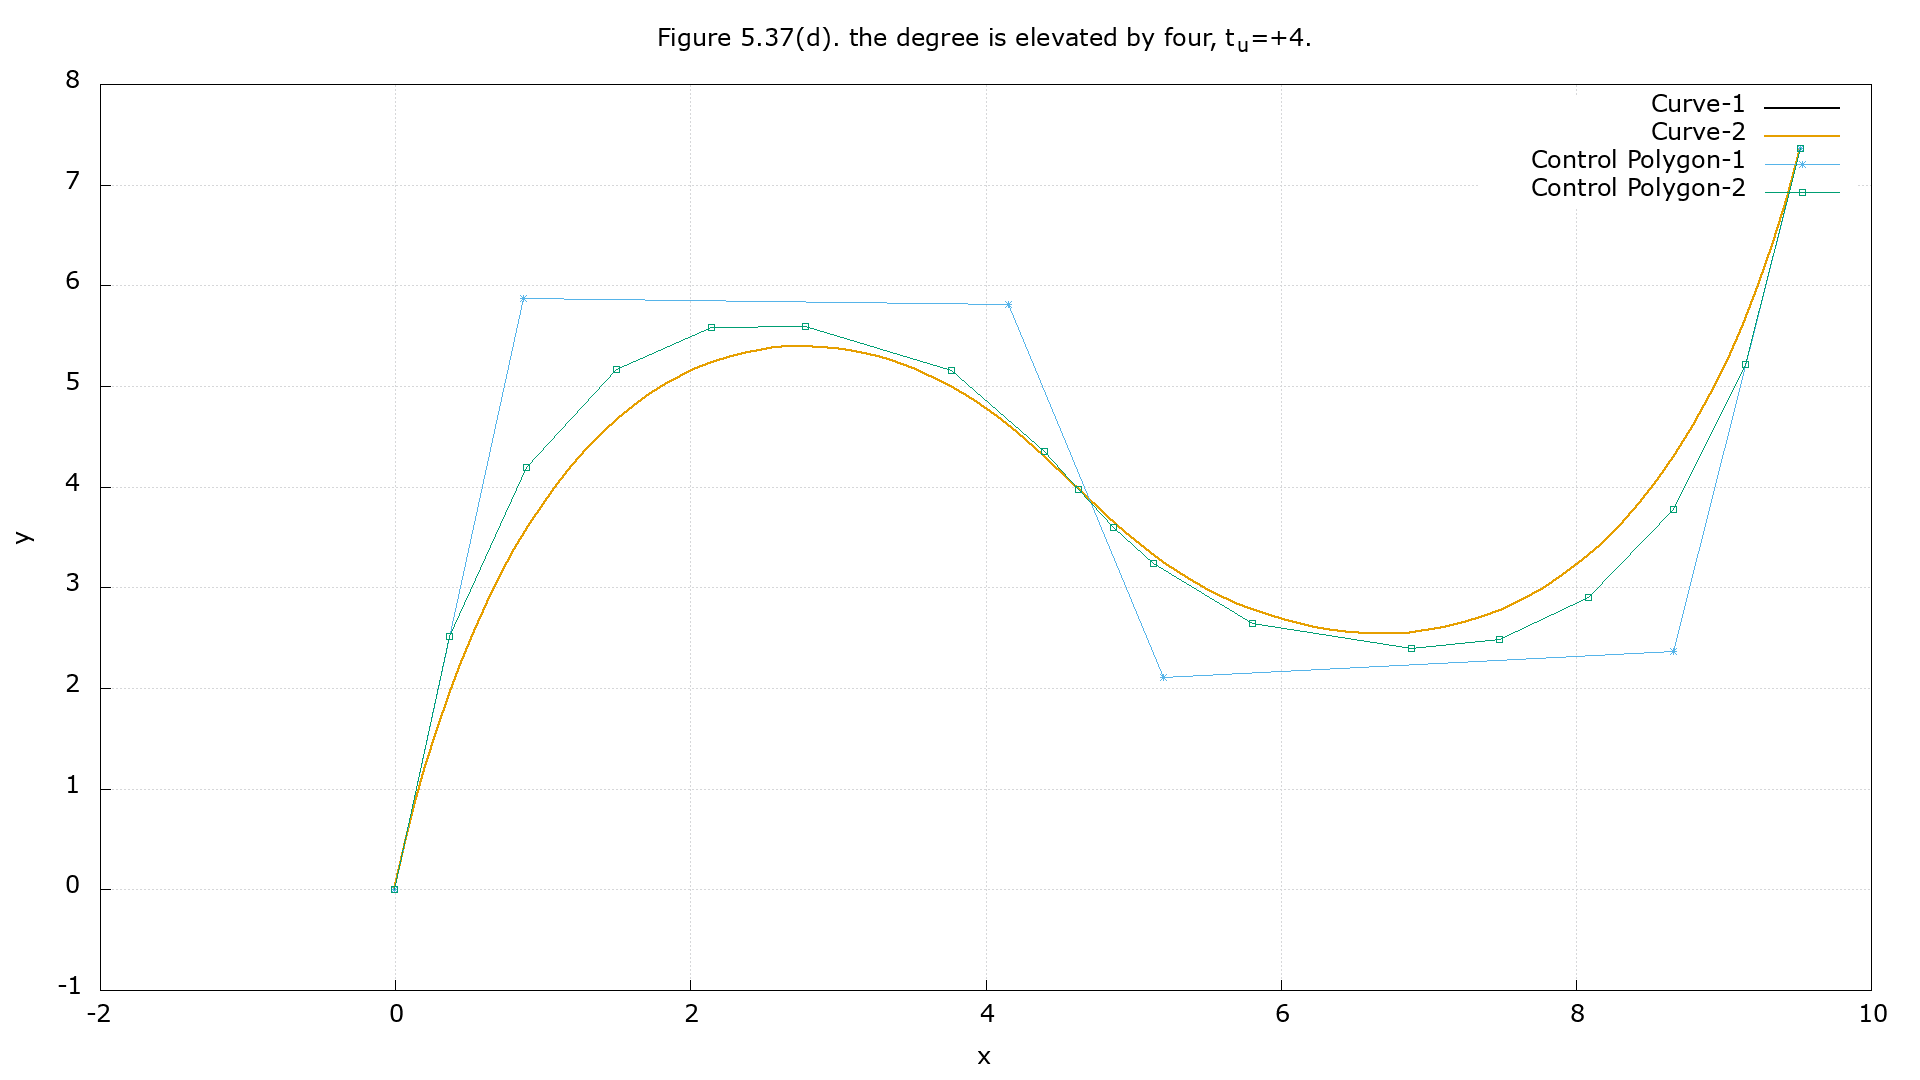 Figure 5.37(d). the degree is elevated by four, t_u=+4.
8
7
6
5
4
3
2
1
0
-1
y
Curve-1
Curve-2
Control Polygon-1
Control Polygon-2
-2 0 2 4 6 8 10
x